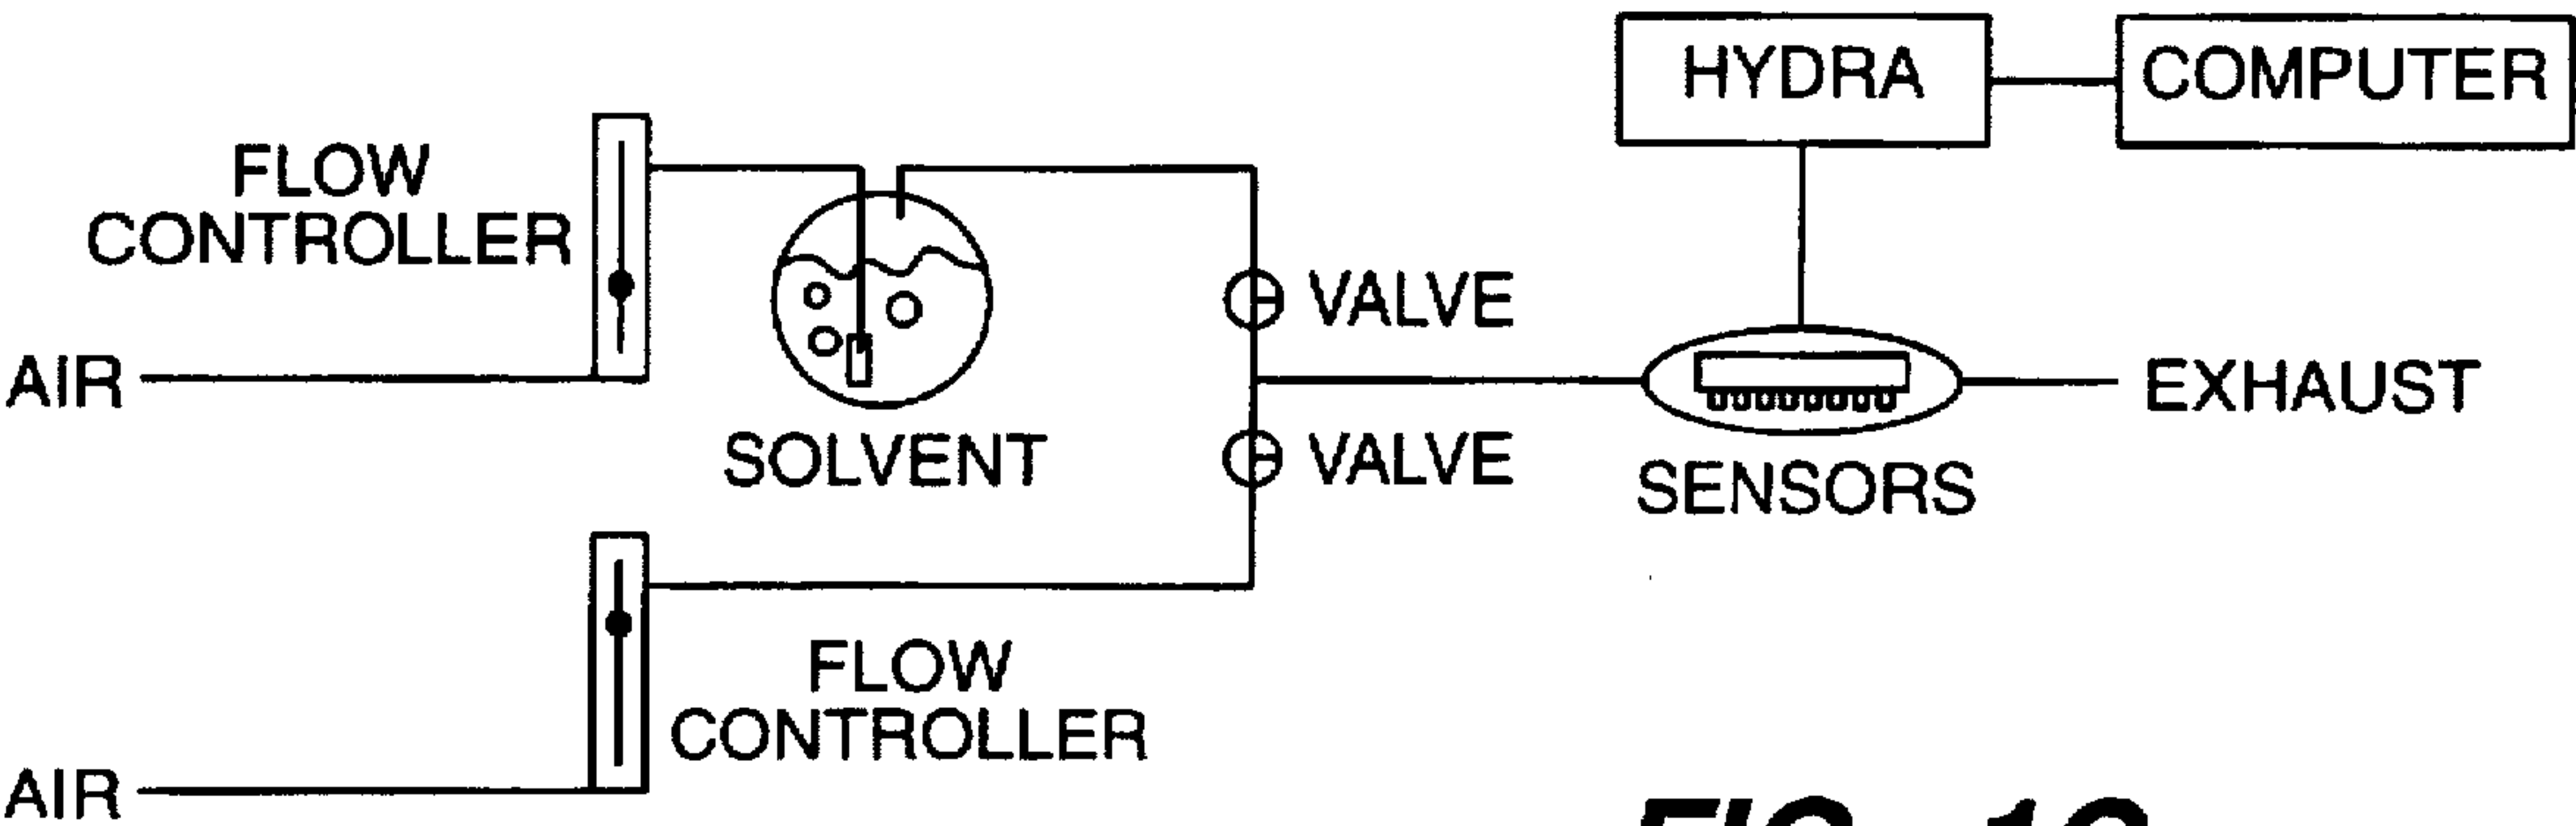 HYDRA
COMPUTER
FLOW
CONTROLLER
VALVE
AIR
EXHAUST
SOLVENT
VALVE
SENSORS
FLOW
CONTROLLER
AIR